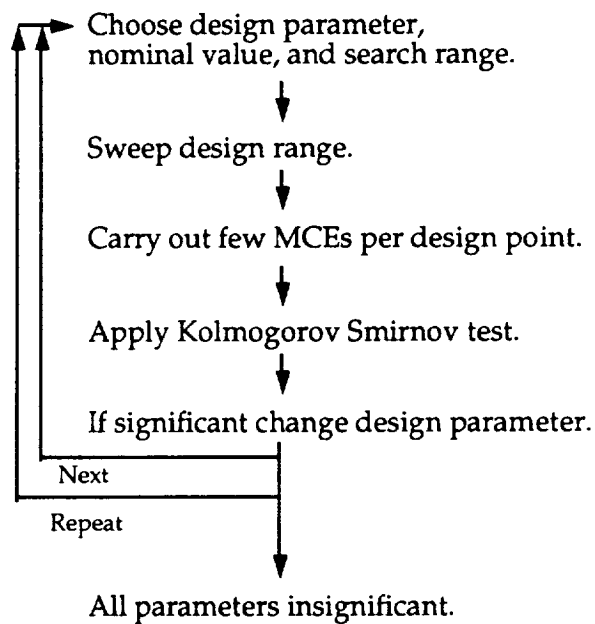 Choose design parameter,
nominal value, and search range.
Sweep design range.
Carry out few MCEs per design point.
Apply Kolmogorov Smirnov test.
If significant change design parameter.
Next
Repeat
All parameters insignificant.